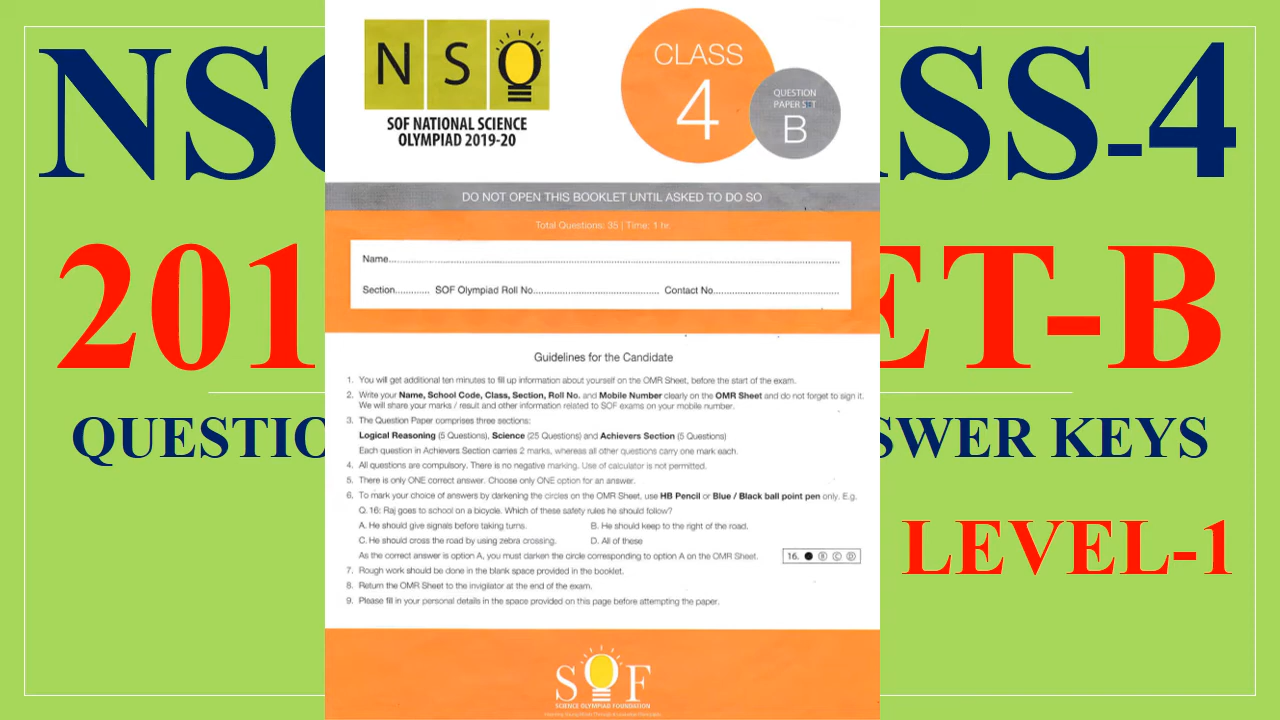 NSO
CLASS
4
QUESTION
PAPER SET
B
SOF NATIONAL SCIENCE
OLYMPIAD 2019-20
ASS-4
DO NOT OPEN THIS BOOKLET UNTIL ASKED TO DO SO
Total Questions: 35 | Time: 1 hr.
Name
Section SOF Olympiad Roll No. Contact No.
201
ET-B
Guidelines for the Candidate
1. You will get additional ten minutes to fill up information about yourself on the OMR Sheet, before the start of the exam.
2. Write your Name, School Code, Class, Section, Roll No. and Mobile Number clearly on the OMR Sheet and do not forget to sign it.
We will share your marks / result and other information related to SOF exams on your mobile number.
3. The Question Paper comprises three sections:
Logical Reasoning (5 Questions), Science (25 Questions) and Achievers Section (5 Questions)
Each question in Achievers Section carries 2 marks, whereas all other questions carry one mark each.
4. All questions are compulsory. There is no negative marking. Use of calculator is not permitted.
5. There is only ONE correct answer. Choose only ONE option for an answer.
6. To mark your choice of answers by darkening the circles on the OMR Sheet, use HB Pencil or Blue / Black ball point pen only. E.g.
Q. 16: Raj goes to school on a bicycle. Which of these safety rules he should follow?
A. He should give signals before taking turns. B. He should keep to the right of the road.
C. He should cross the road by using zebra crossing. D. All of these
As the correct answer is option A, you must darken the circle corresponding to option A on the OMR Sheet. 16. B C D
7. Rough work should be done in the blank space provided in the booklet.
8. Return the OMR Sheet to the invigilator at the end of the exam.
9. Please fill in your personal details in the space provided on this page before attempting the paper.
QUESTIO
SWER KEYS
LEVEL-1
SOF
SCIENCE OLYMPIAD FOUNDATION